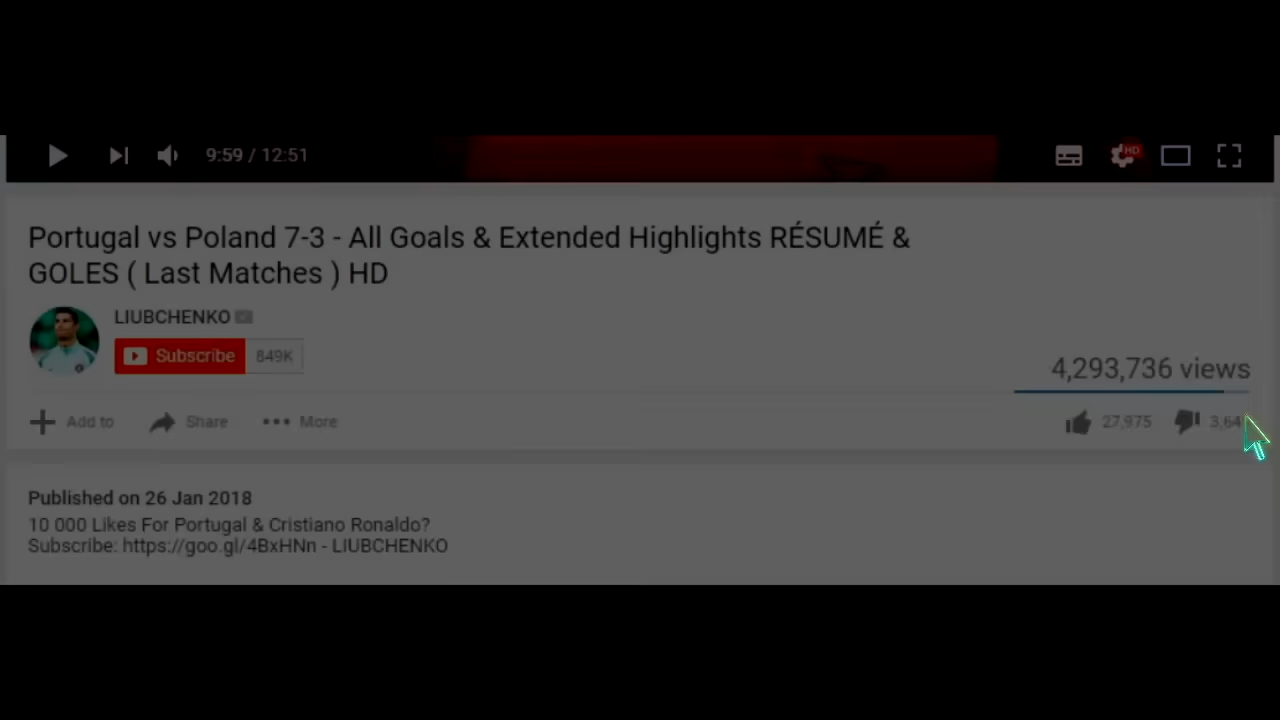 9:59 / 12:51
HD
Portugal vs Poland 7-3 - All Goals & Extended Highlights RÉSUMÉ &
GOLES ( Last Matches ) HD
LIUBCHENKO
Subscribe 849K
4,293,736 views
Add to Share More 27,975
Published on 26 Jan 2018
10 000 Likes For Portugal & Cristiano Ronaldo?
Subscribe: https://goo.gl/4BxHNn - LIUBCHENKO